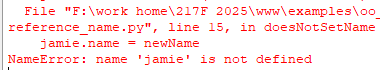 File "F:\work home\217F 2025\www\examples\oo_
reference_name.py", line 15, in doesNotSetName
jamie.name = newName
NameError: name 'jamie' is not defined